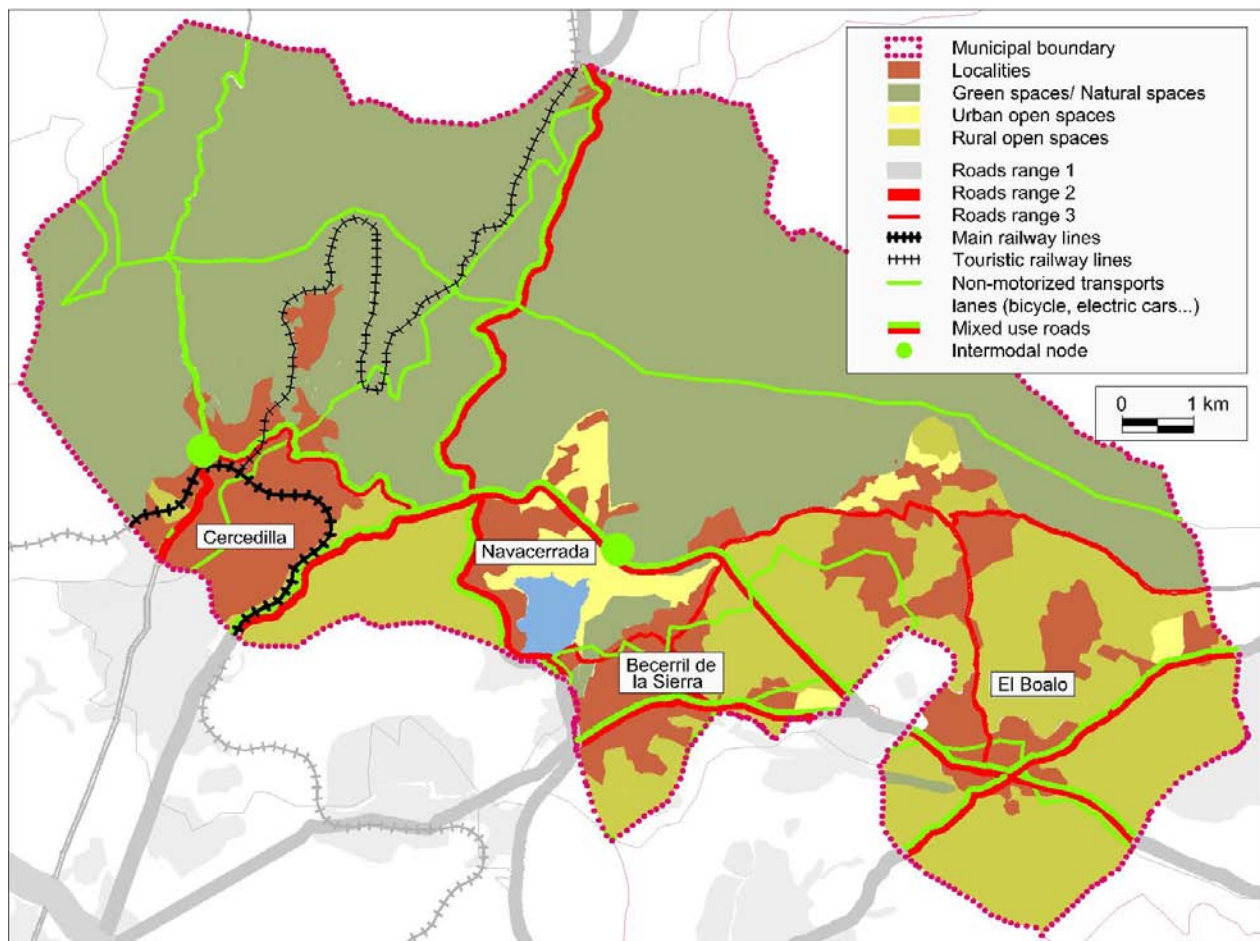 Municipal boundary
Localities
Green spaces/ Natural spaces
Urban open spaces
Rural open spaces
Roads range 1
Roads range 2
Roads range 3
Main railway lines
Touristic railway lines
Non-motorized transports
lanes (bicycle, electric cars...)
Mixed use roads
Intermodal node
0 1 km
Cercedilla
Navacerrada
Becerril de
la Sierra
El Boalo